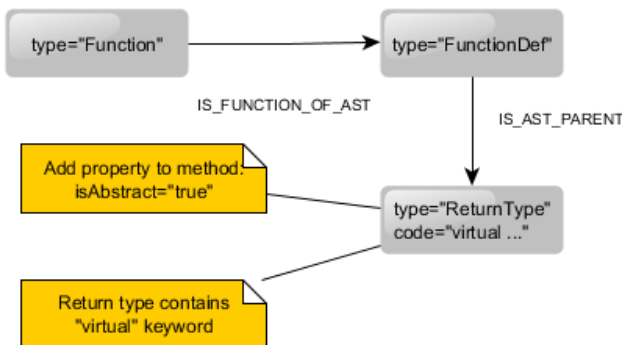 type="Function"
type="FunctionDef"
IS_FUNCTION_OF_AST
IS_AST_PARENT
Add property to method:
isAbstract="true"
type="ReturnType"
code="virtual ..."
Return type contains
"virtual" keyword